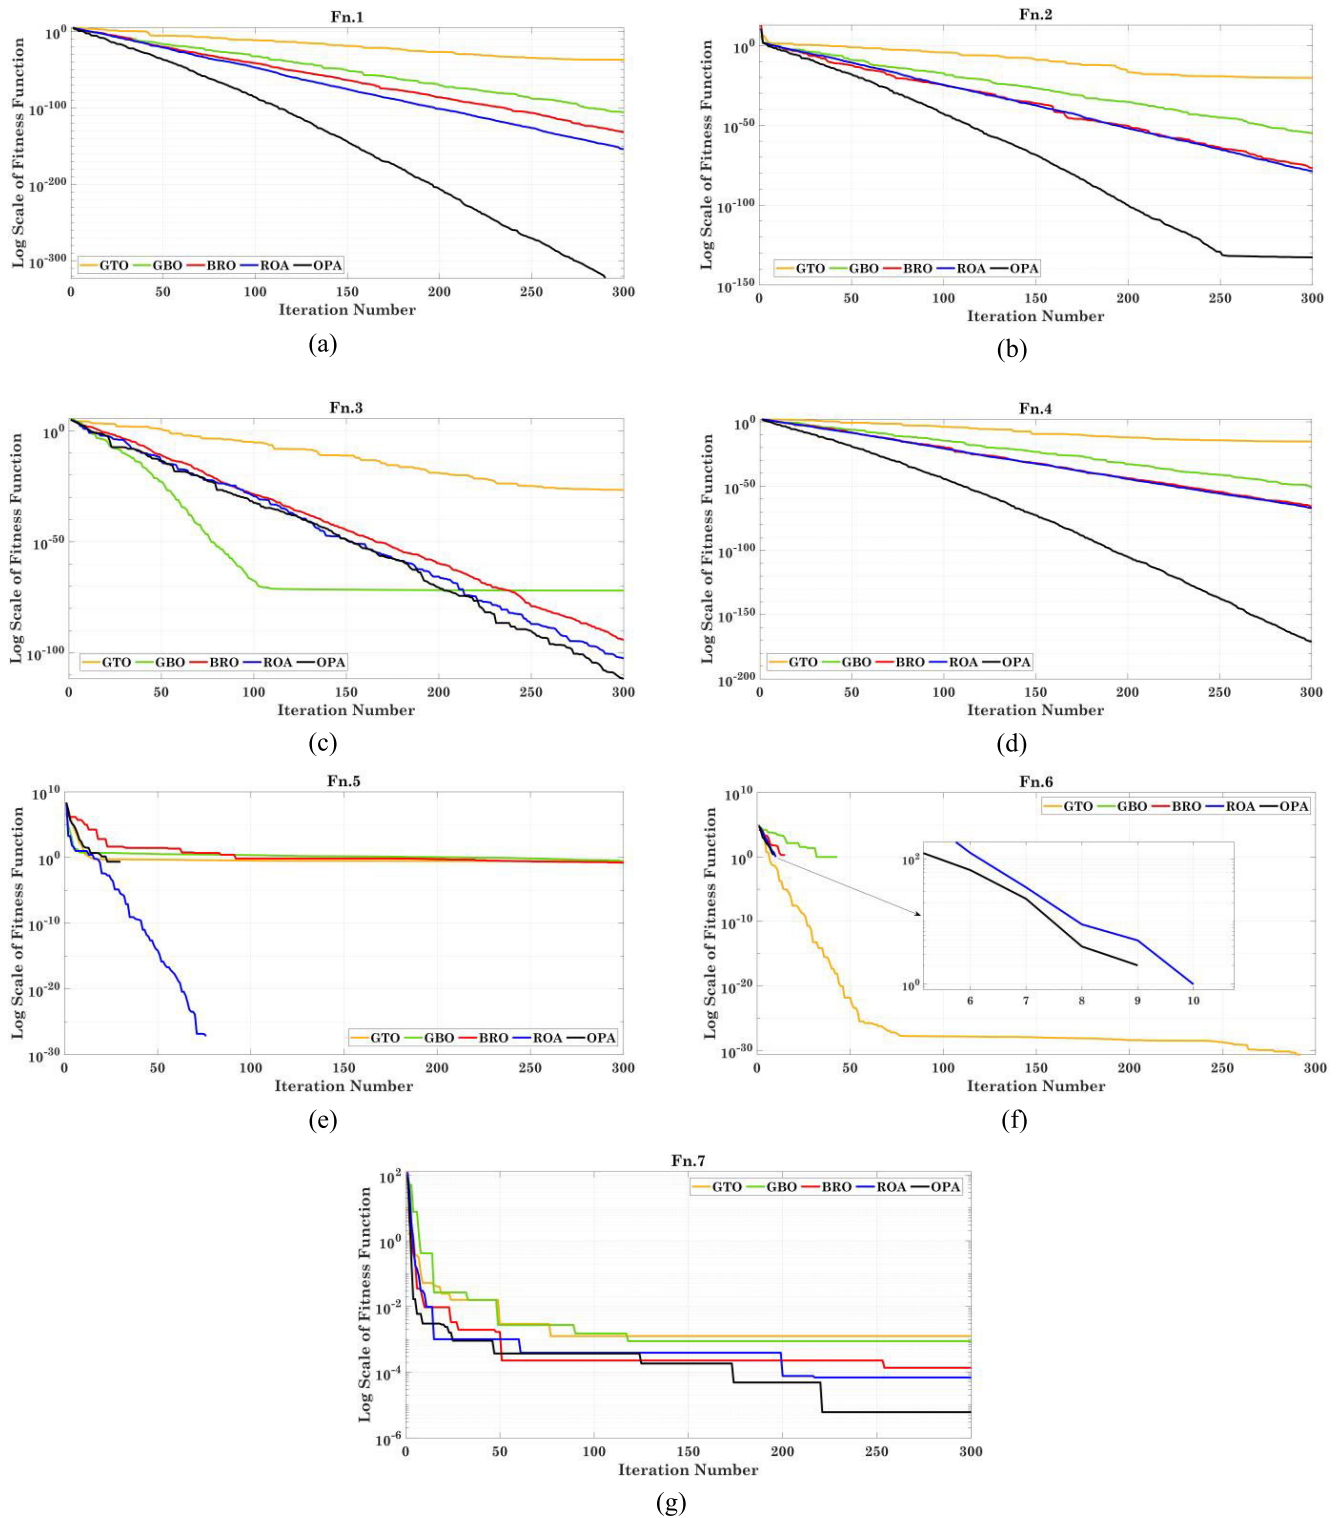 Fn.1
Log Scale of Fitness Function
10^0
10^-100
10^-200
10^-300
GTO GBO BRO ROA OPA
0 50 100 150 200 250 300
Iteration Number
(a)
Fn.2
Log Scale of Fitness Function
10^0
10^-50
10^-100
10^-150
GTO GBO BRO ROA OPA
0 50 100 150 200 250 300
Iteration Number
(b)
Fn.3
Log Scale of Fitness Function
10^0
10^-50
10^-100
GTO GBO BRO ROA OPA
0 50 100 150 200 250 300
Iteration Number
(c)
Fn.4
Log Scale of Fitness Function
10^0
10^-50
10^-100
10^-150
10^-200
GTO GBO BRO ROA OPA
0 50 100 150 200 250 300
Iteration Number
(d)
Fn.5
Log Scale of Fitness Function
10^10
10^0
10^-10
10^-20
10^-30
GTO GBO BRO ROA OPA
0 50 100 150 200 250 300
Iteration Number
(e)
Fn.6
Log Scale of Fitness Function
10^10
10^0
10^-10
10^-20
10^-30
GTO GBO BRO ROA OPA
10^2
10^0
6 7 8 9 10
0 50 100 150 200 250 300
Iteration Number
(f)
Fn.7
Log Scale of Fitness Function
10^2
10^0
10^-2
10^-4
10^-6
GTO GBO BRO ROA OPA
0 50 100 150 200 250 300
Iteration Number
(g)